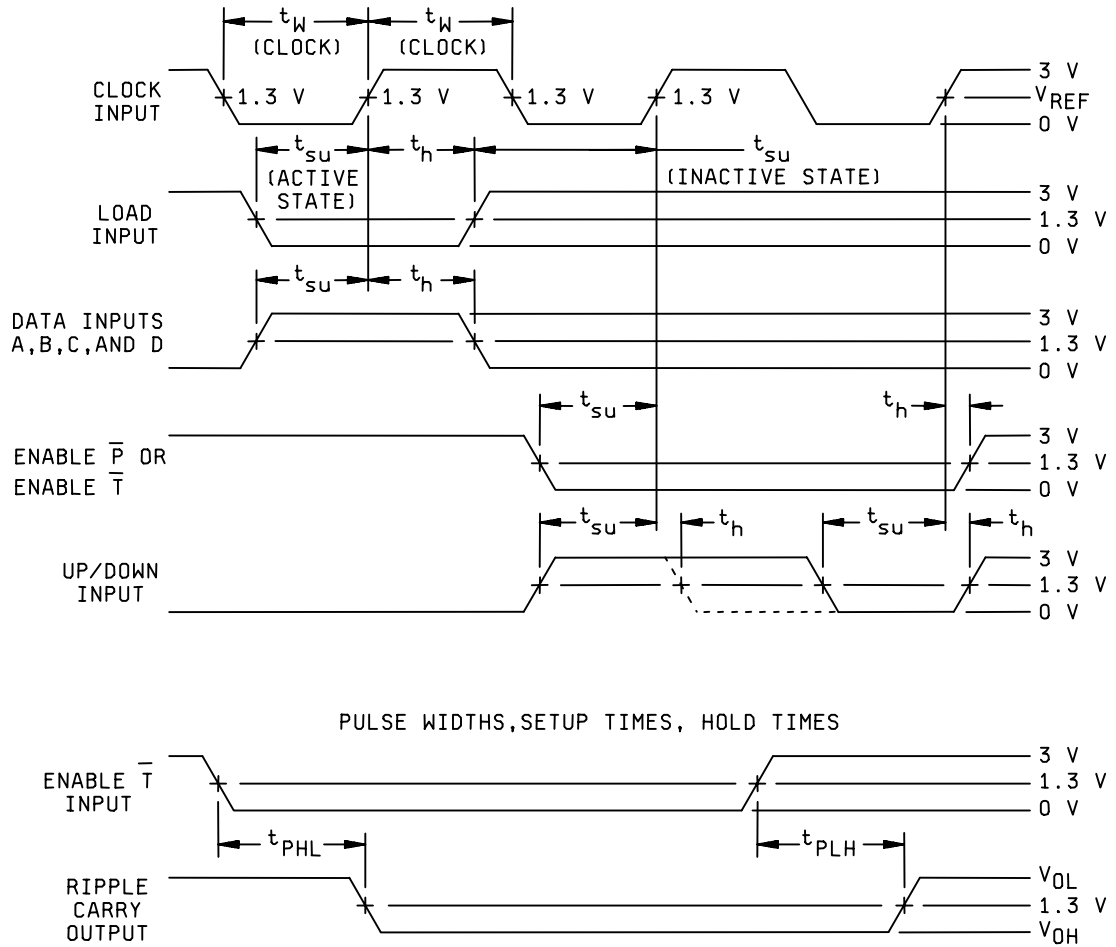 t_W t_W
(CLOCK) (CLOCK)
CLOCK INPUT 1.3 V 1.3 V 1.3 V 1.3 V 3 V
V_REF
0 V
t_su t_h t_su
(ACTIVE STATE) (INACTIVE STATE)
LOAD INPUT 3 V
1.3 V
0 V
t_su t_h
DATA INPUTS 3 V
A,B,C,AND D 1.3 V
0 V
t_su t_h
3 V
ENABLE P̅ OR 1.3 V
ENABLE T̅ 0 V
t_su t_h t_su t_h
UP/DOWN 3 V
INPUT 1.3 V
0 V
PULSE WIDTHS,SETUP TIMES, HOLD TIMES
3 V
ENABLE T̅ 1.3 V
INPUT 0 V
t_PHL t_PLH
RIPPLE V_OL
CARRY 1.3 V
OUTPUT V_OH